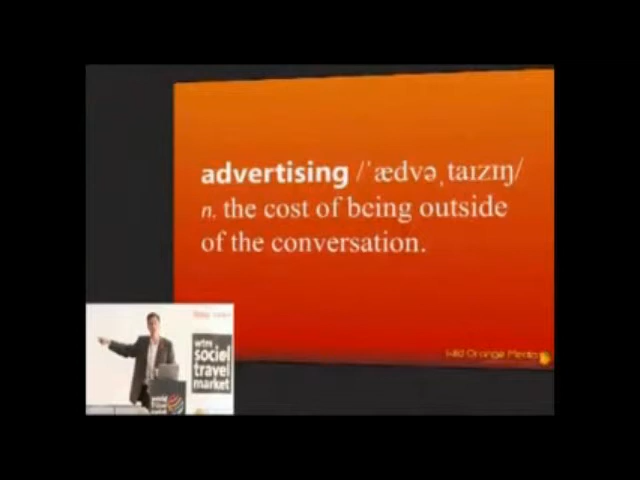 advertising /ˈædvəˌtaɪzɪŋ/
n. the cost of being outside
of the conversation.
Wild Orange Media
wtm
social
travel
market